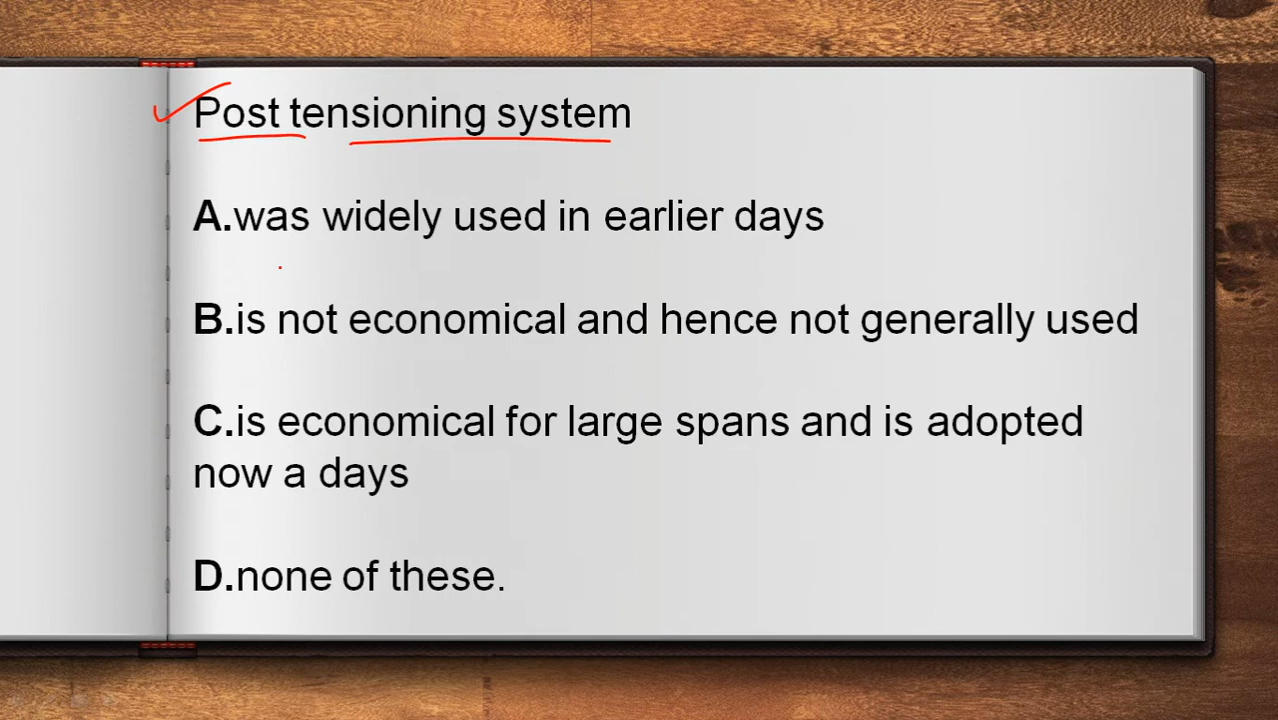 Post tensioning system
A.was widely used in earlier days
B.is not economical and hence not generally used
C.is economical for large spans and is adopted
now a days
D.none of these.